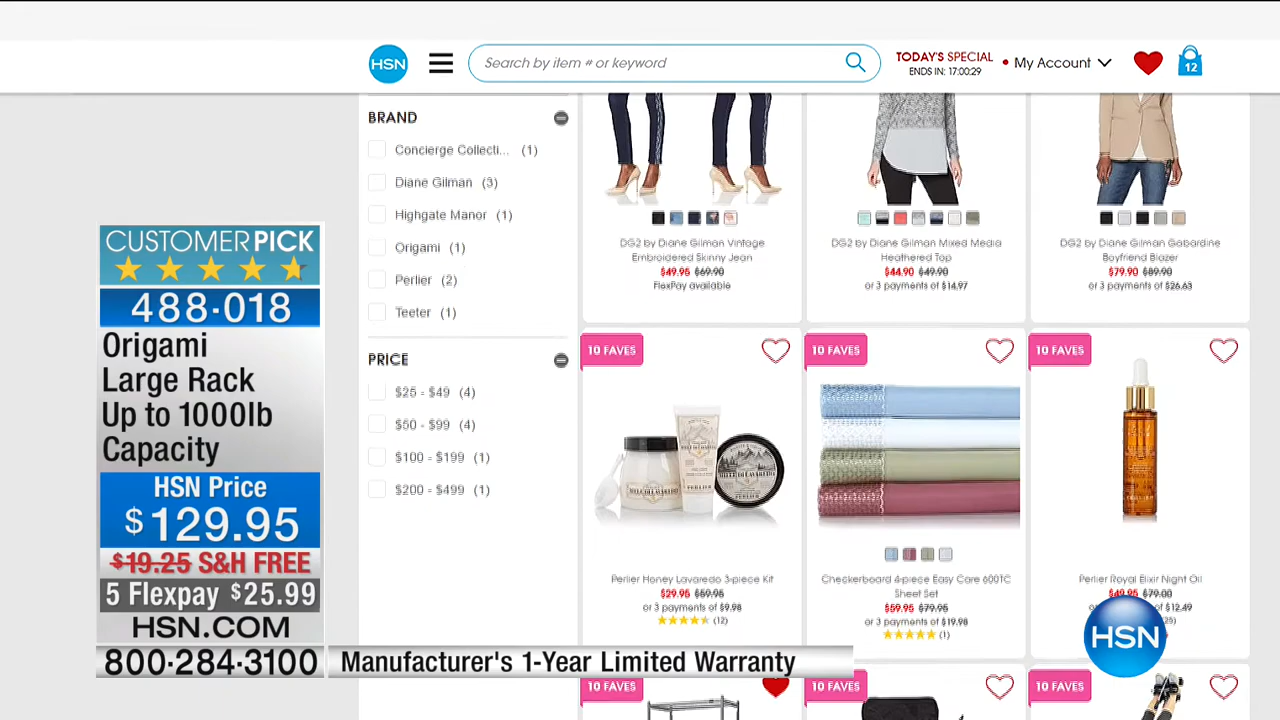 HSN
Search by item # or keyword
TODAY'S SPECIAL
ENDS IN: 17:00:29
My Account
12
BRAND
Concierge Collecti... (1)
Diane Gilman (3)
Highgate Manor (1)
Origami (1)
Perlier (2)
Teeter (1)
PRICE
$25 - $49 (4)
$50 - $99 (4)
$100 - $199 (1)
$200 - $499 (1)
DG2 by Diane Gilman Vintage
Embroidered Skinny Jean
$49.95 $69.90
FlexPay available
DG2 by Diane Gilman Mixed Media
Heathered Top
$44.90 $49.90
or 3 payments of $14.97
DG2 by Diane Gilman Gabardine
Boyfriend Blazer
$79.90 $89.90
or 3 payments of $26.63
10 FAVES
10 FAVES
10 FAVES
PERLIER
Perlier Honey Lavaredo 3-piece Kit
$29.95 $59.95
or 3 payments of $9.98
(12)
Checkerboard 4-piece Easy Care 600TC
Sheet Set
$59.95 $79.95
or 3 payments of $19.98
(1)
Perlier Royal Elixir Night Oil
$49.95 $79.00
$12.49
10 FAVES
10 FAVES
10 FAVES
CUSTOMER PICK
488-018
Origami
Large Rack
Up to 1000lb
Capacity
HSN Price
$129.95
$19.25 S&H FREE
5 Flexpay $25.99
HSN.COM
800-284-3100
Manufacturer's 1-Year Limited Warranty
HSN